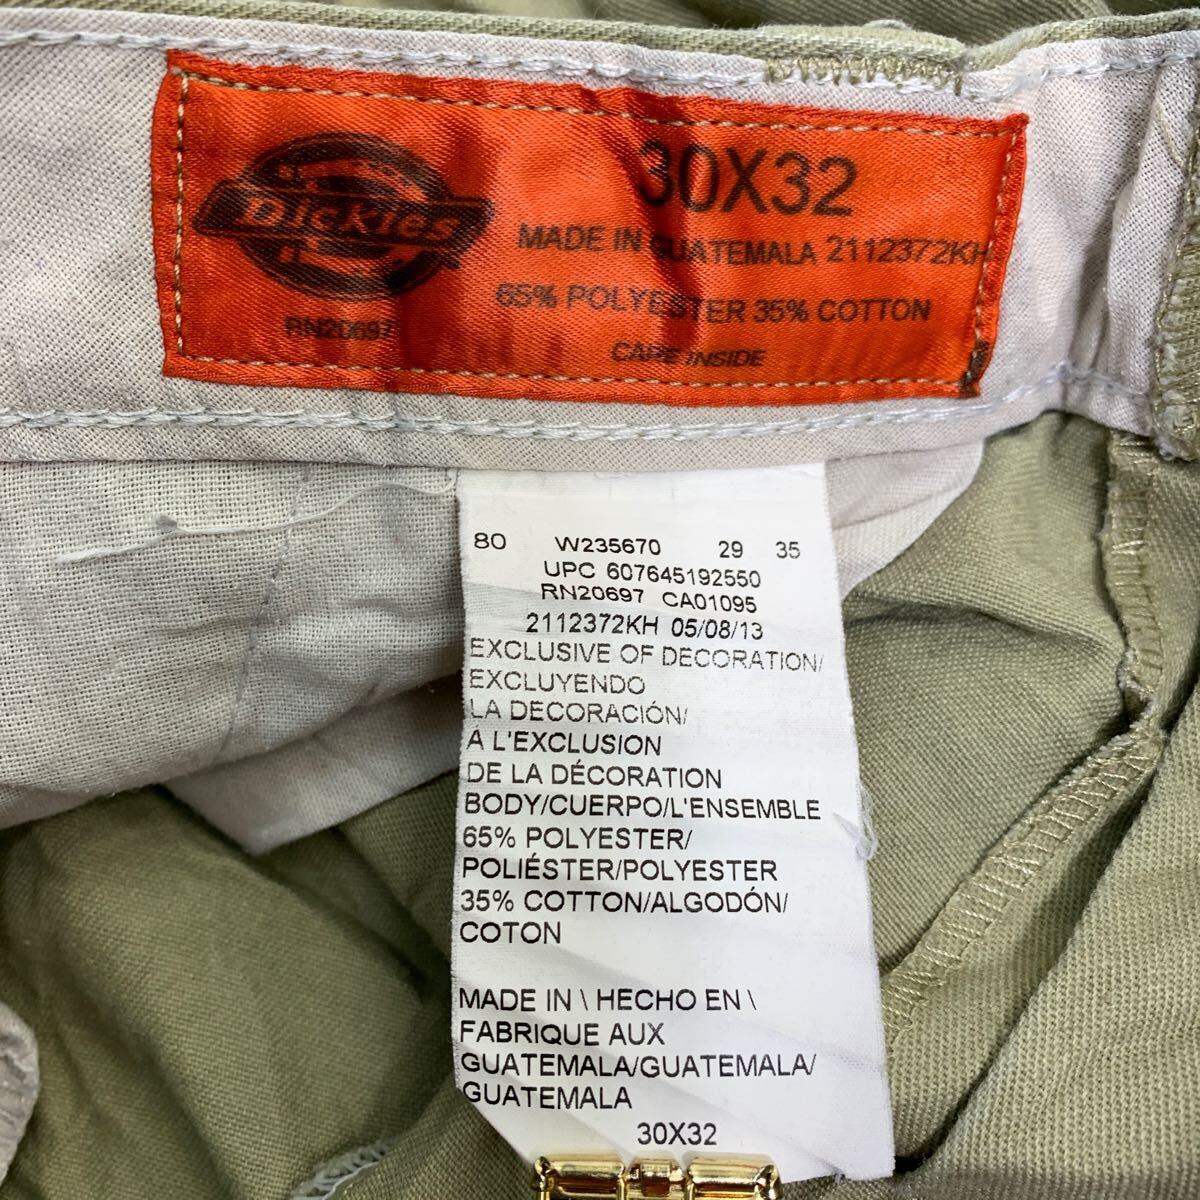 Dickies
30X32
MADE IN GUATEMALA 2112372KH
65% POLYESTER 35% COTTON
RN20697
CARE INSIDE
80 W235670 29 35
UPC 607645192550
RN20697 CA01095
2112372KH 05/08/13
EXCLUSIVE OF DECORATION/
EXCLUYENDO
LA DECORACIÓN/
À L'EXCLUSION
DE LA DÉCORATION
BODY/CUERPO/L'ENSEMBLE
65% POLYESTER/
POLIÉSTER/POLYESTER
35% COTTON/ALGODÓN/
COTON
MADE IN \ HECHO EN \
FABRIQUE AUX
GUATEMALA/GUATEMALA/
GUATEMALA
30X32